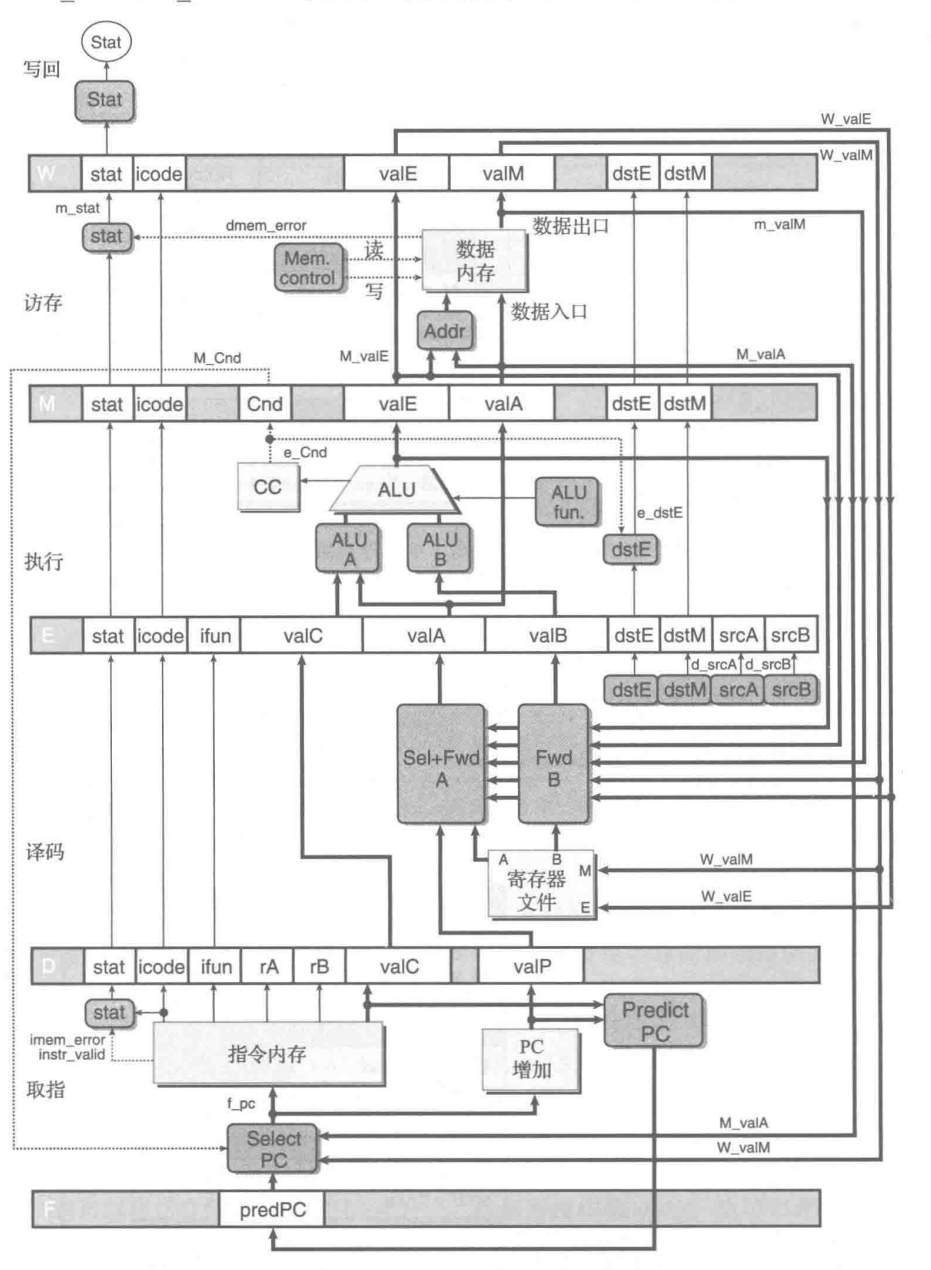 Stat
写回
Stat
W_valE
W_valM
W stat icode valE valM dstE dstM
m_stat
stat
dmem_error
数据出口
m_valM
Mem.
control
读
写
数据
内存
访存
数据入口
Addr
M_Cnd
M_valE
M_valA
M stat icode Cnd valE valA dstE dstM
e_Cnd
CC
ALU
ALU
fun.
e_dstE
ALU
A
ALU
B
dstE
执行
E stat icode ifun valC valA valB dstE dstM srcA srcB
d_srcA d_srcB
dstE dstM srcA srcB
Sel+Fwd
A
Fwd
B
译码
A B
M
E
寄存器
文件
W_valM
W_valE
D stat icode ifun rA rB valC valP
stat
imem_error
instr_valid
指令内存
PC
增加
Predict
PC
取指
f_pc
Select
PC
M_valA
W_valM
F predPC